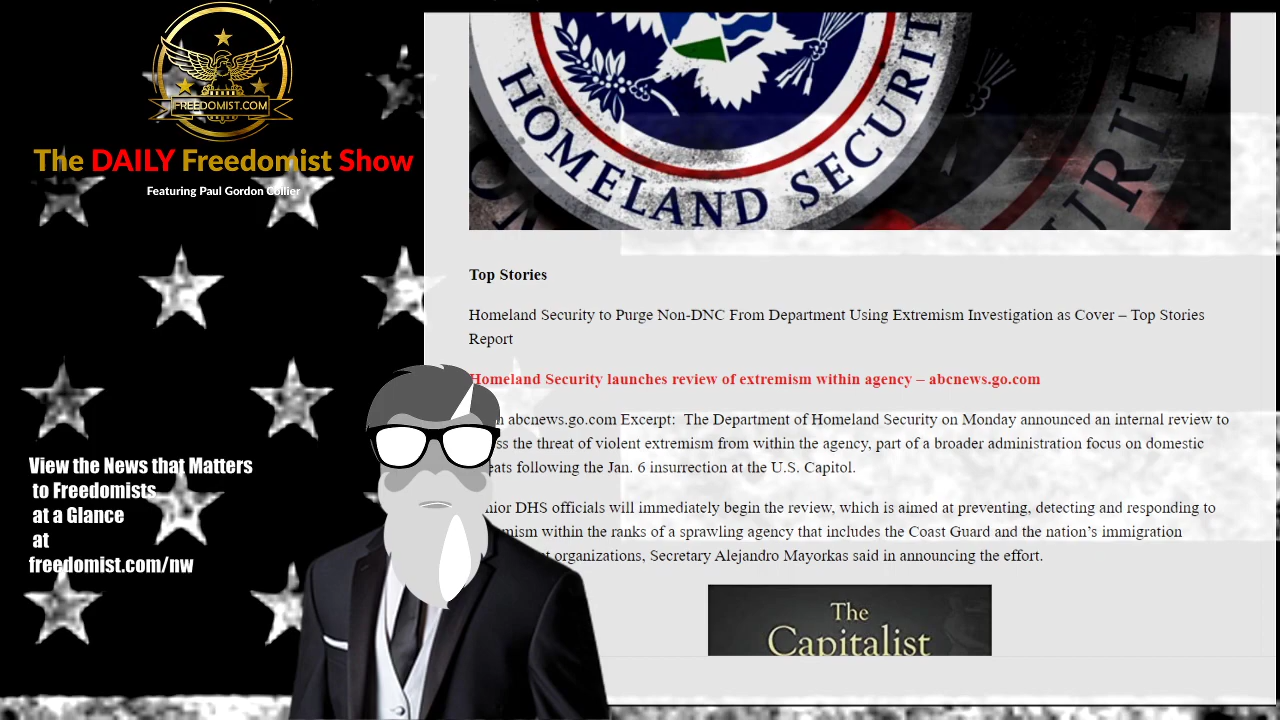 FREEDOMIST.COM
The DAILY Freedomist Show
Featuring Paul Gordon Collier
View the News that Matters
to Freedomists
at a Glance
at
freedomist.com/nw
HOMELAND SECURIT
URIT
Top Stories
Homeland Security to Purge Non-DNC From Department Using Extremism Investigation as Cover – Top Stories
Report
Homeland Security launches review of extremism within agency – abcnews.go.com
abcnews.go.com Excerpt: The Department of Homeland Security on Monday announced an internal review to
the threat of violent extremism from within the agency, part of a broader administration focus on domestic
following the Jan. 6 insurrection at the U.S. Capitol.
DHS officials will immediately begin the review, which is aimed at preventing, detecting and responding to
within the ranks of a sprawling agency that includes the Coast Guard and the nation’s immigration
organizations, Secretary Alejandro Mayorkas said in announcing the effort.
The
Capitalist